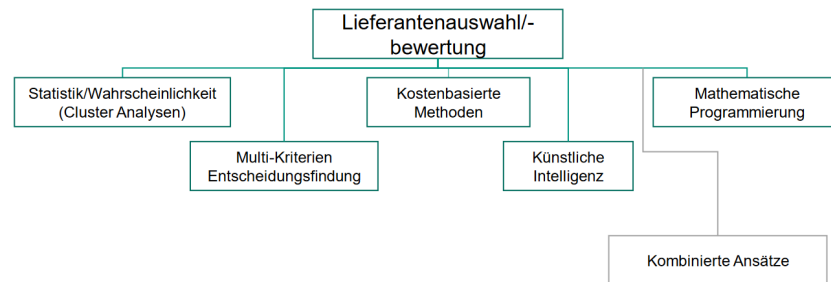 Lieferantenauswahl/-
bewertung
Statistik/Wahrscheinlichkeit
(Cluster Analysen)
Kostenbasierte
Methoden
Mathematische
Programmierung
Multi-Kriterien
Entscheidungsfindung
Künstliche
Intelligenz
Kombinierte Ansätze